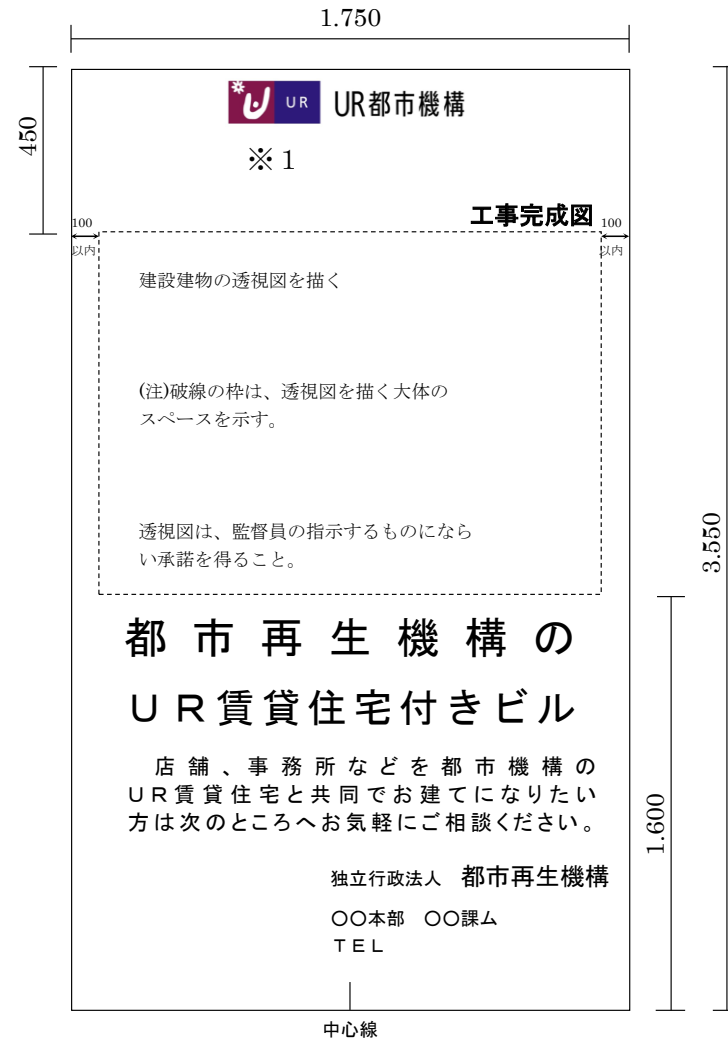 1.750
450
UR UR都市機構
※1
工事完成図
100
以内
100
以内
建設建物の透視図を描く
(注)破線の枠は、透視図を描く大体の
スペースを示す。
透視図は、監督員の指示するものになら
い承諾を得ること。
3.550
都市再生機構の
UR賃貸住宅付きビル
店舗、事務所などを都市機構の
UR賃貸住宅と共同でお建てになりたい
方は次のところへお気軽にご相談ください。
1.600
独立行政法人 都市再生機構
〇〇本部 〇〇課ム
TEL
中心線